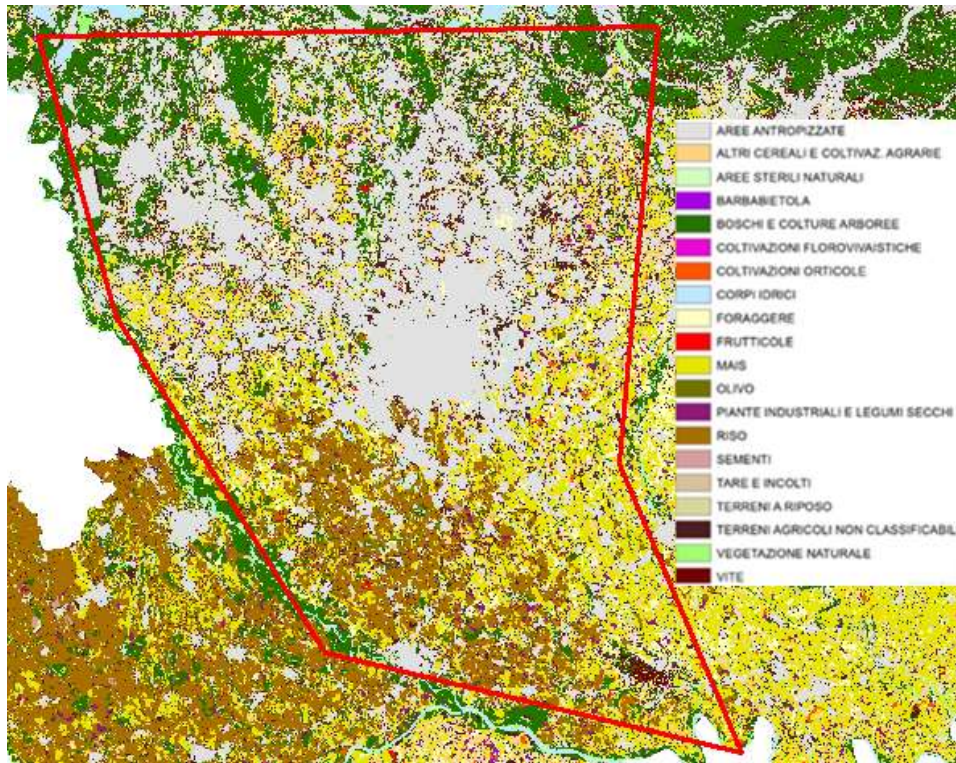 AREE ANTROPIZZATE
ALTRI CEREALI E COLTIVAZ. AGRARIE
AREE STERILI NATURALI
BARBABIETOLA
BOSCHI E COLTURE ARBOREE
COLTIVAZIONI FLOROVIVAISTICHE
COLTIVAZIONI ORTICOLE
CORPI IDRICI
FORAGGERE
FRUTTICOLE
MAIS
OLIVO
PIANTE INDUSTRIALI E LEGUMI SECCHI
RISO
SEMENTI
TARE E INCOLTI
TERRENI A RIPOSO
TERRENI AGRICOLI NON CLASSIFICABIL
VEGETAZIONE NATURALE
VITE